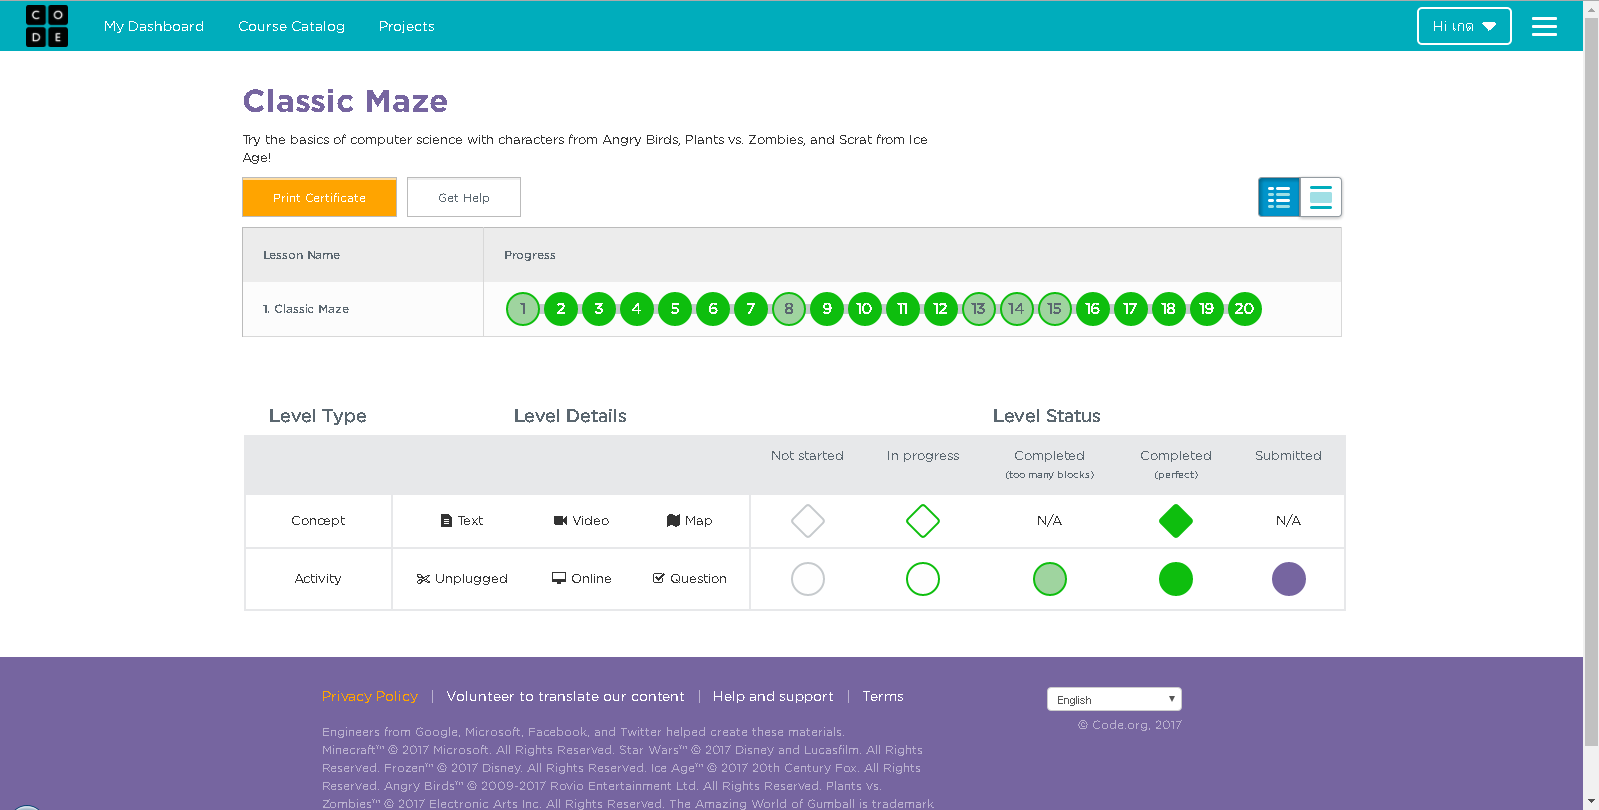 CO
DE
My Dashboard Course Catalog Projects Hi เกด
Classic Maze
Try the basics of computer science with characters from Angry Birds, Plants vs. Zombies, and Scrat from Ice
Age!
Print Certificate Get Help
Lesson Name Progress
1. Classic Maze 1 2 3 4 5 6 7 8 9 10 11 12 13 14 15 16 17 18 19 20
Level Type Level Details Level Status
Not started In progress Completed Completed Submitted
(too many blocks) (perfect)
Concept Text Video Map N/A N/A
Activity Unplugged Online Question
Privacy Policy | Volunteer to translate our content | Help and support | Terms English
© Code.org, 2017
Engineers from Google, Microsoft, Facebook, and Twitter helped create these materials.
Minecraft™ © 2017 Microsoft. All Rights Reserved. Star Wars™ © 2017 Disney and Lucasfilm. All Rights
Reserved. Frozen™ © 2017 Disney. All Rights Reserved. Ice Age™ © 2017 20th Century Fox. All Rights
Reserved. Angry Birds™ © 2009-2017 Rovio Entertainment Ltd. All Rights Reserved. Plants vs.
Zombies™ © 2017 Electronic Arts Inc. All Rights Reserved. The Amazing World of Gumball is trademark